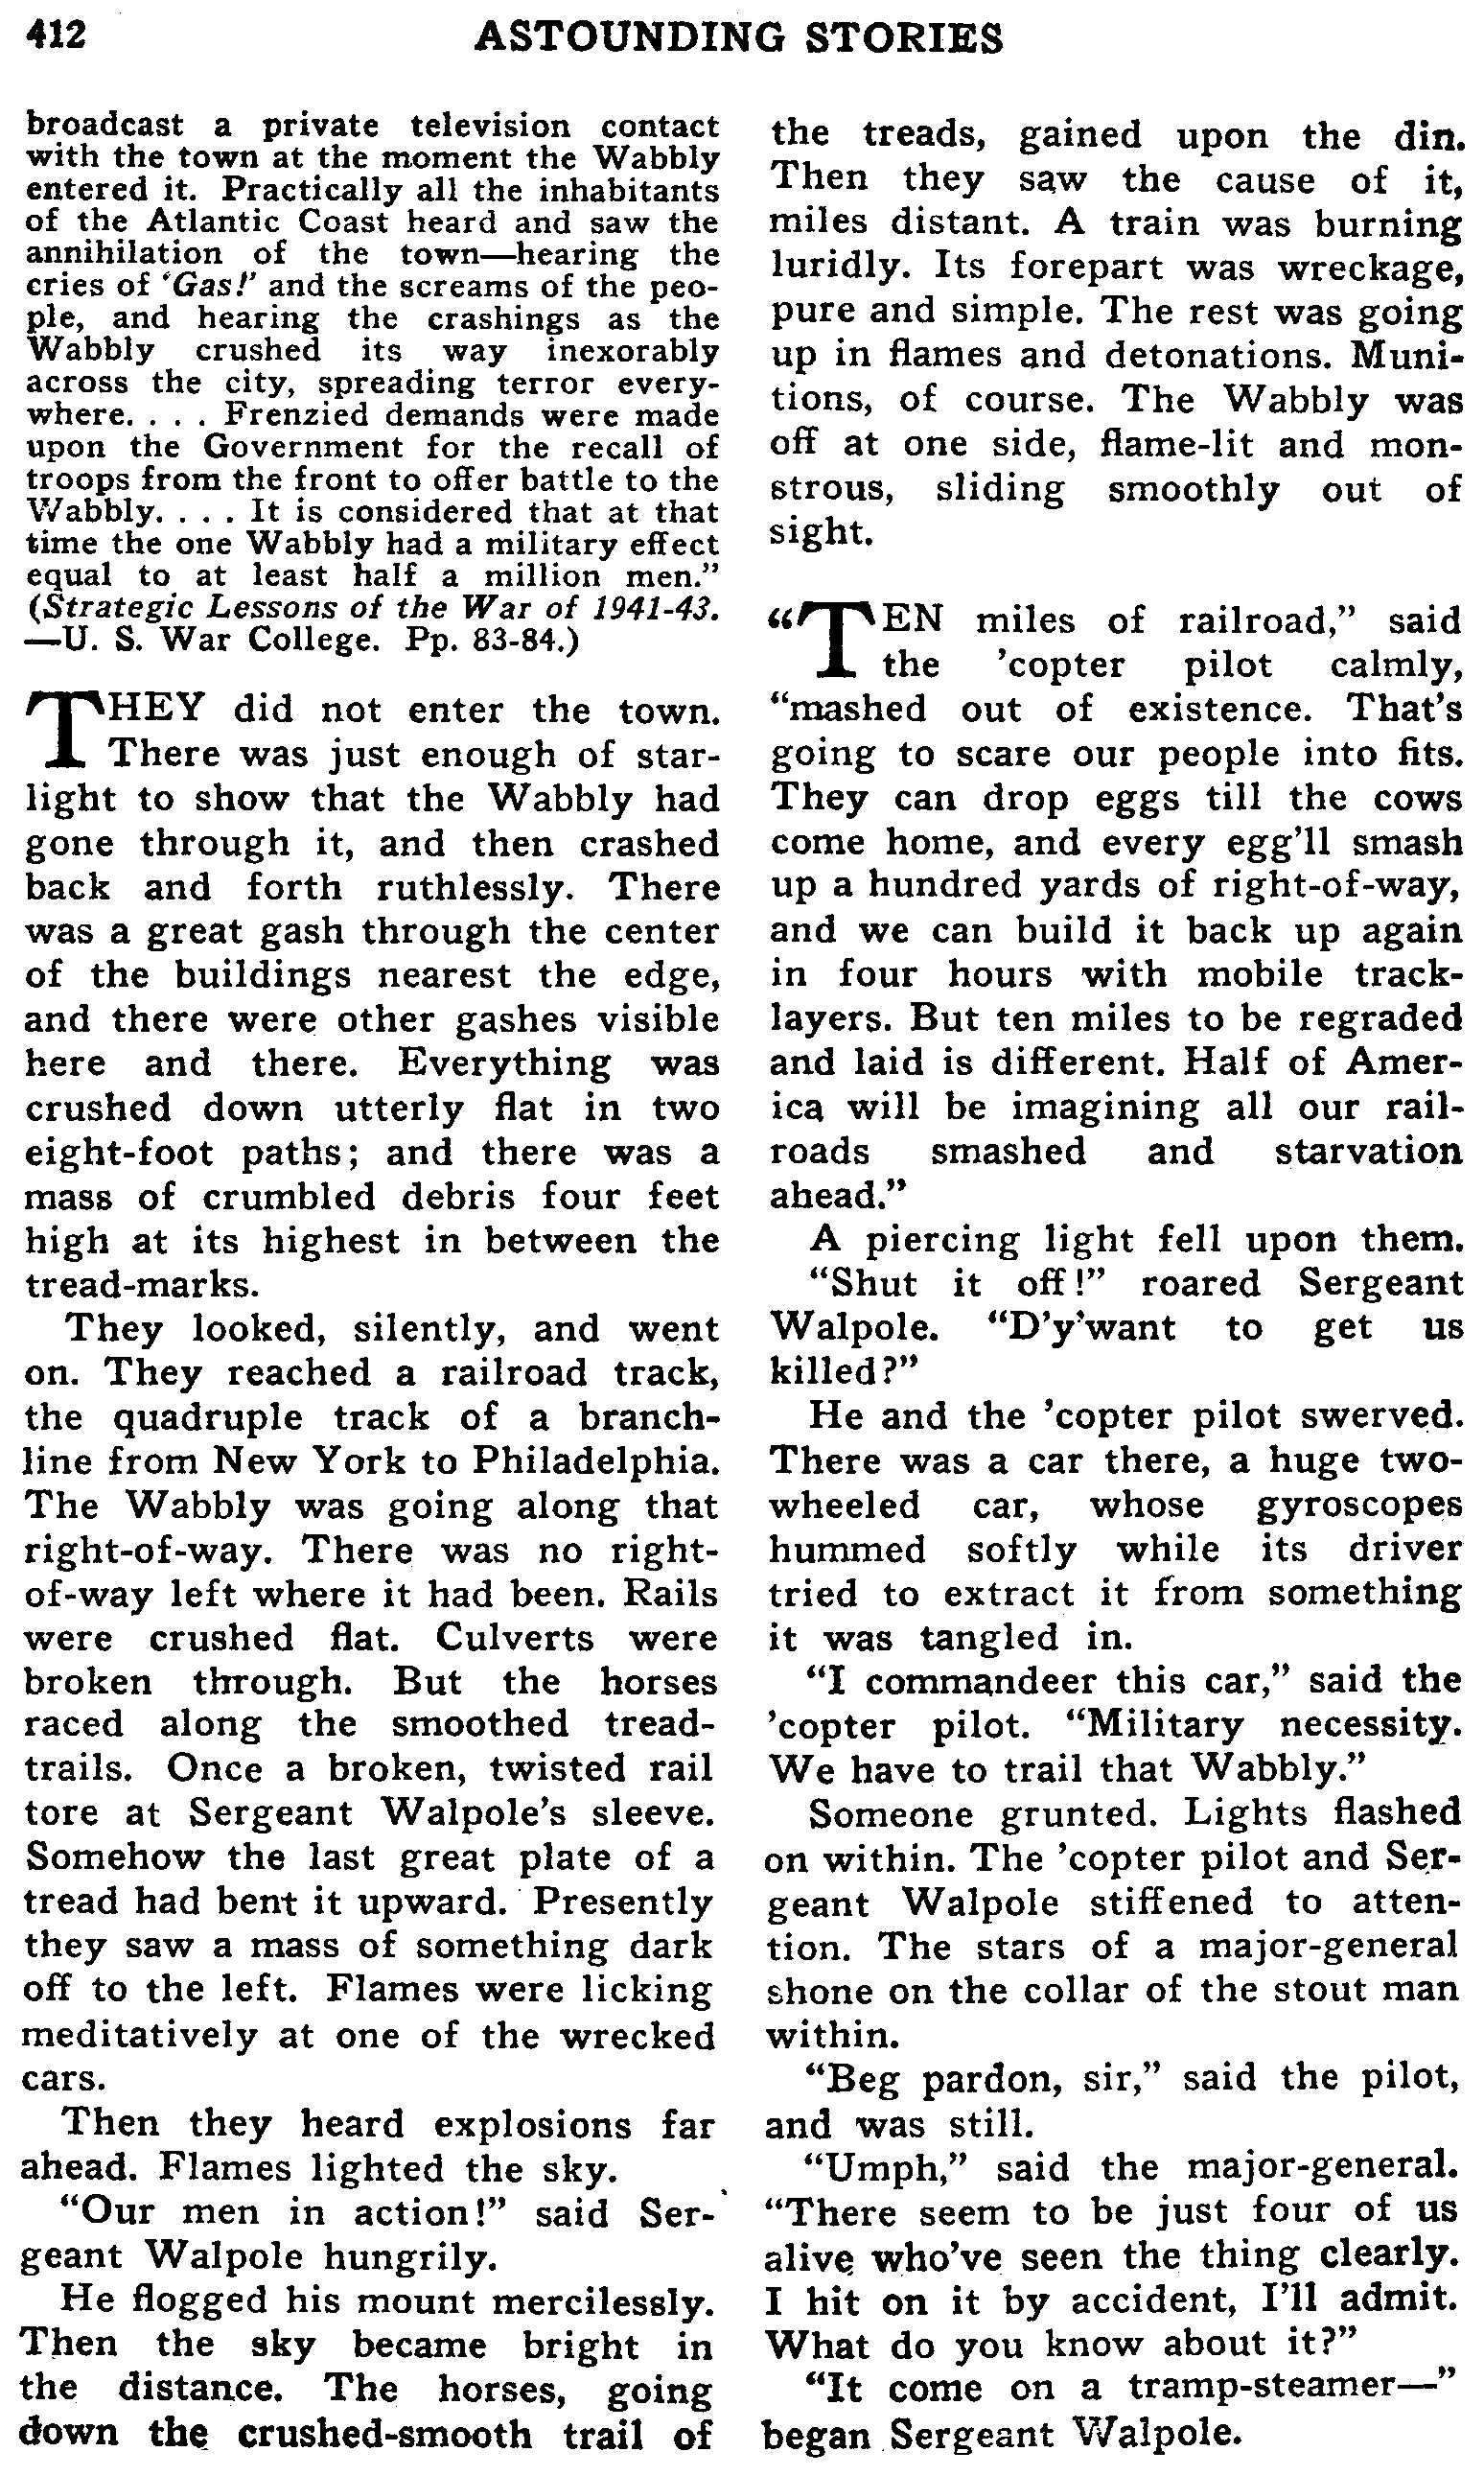 412
ASTOUNDING STORIES
broadcast a private television contact
with the town at the moment the Wabbly
entered it. Practically all the inhabitants
of the Atlantic Coast heard and saw the
annihilation of the town—hearing the
cries of ‘Gas!’ and the screams of the peo-
ple, and hearing the crashings as the
Wabbly crushed its way inexorably
across the city, spreading terror every-
where. . . . Frenzied demands were made
upon the Government for the recall of
troops from the front to offer battle to the
Wabbly. . . . It is considered that at that
time the one Wabbly had a military effect
equal to at least half a million men.”
(Strategic Lessons of the War of 1941-43.
—U. S. War College. Pp. 83-84.)
THEY did not enter the town.
There was just enough of star-
light to show that the Wabbly had
gone through it, and then crashed
back and forth ruthlessly. There
was a great gash through the center
of the buildings nearest the edge,
and there were other gashes visible
here and there. Everything was
crushed down utterly flat in two
eight-foot paths; and there was a
mass of crumbled debris four feet
high at its highest in between the
tread-marks.
They looked, silently, and went
on. They reached a railroad track,
the quadruple track of a branch-
line from New York to Philadelphia.
The Wabbly was going along that
right-of-way. There was no right-
of-way left where it had been. Rails
were crushed flat. Culverts were
broken through. But the horses
raced along the smoothed tread-
trails. Once a broken, twisted rail
tore at Sergeant Walpole’s sleeve.
Somehow the last great plate of a
tread had bent it upward. Presently
they saw a mass of something dark
off to the left. Flames were licking
meditatively at one of the wrecked
cars.
Then they heard explosions far
ahead. Flames lighted the sky.
“Our men in action!” said Ser-
geant Walpole hungrily.
He flogged his mount mercilessly.
Then the sky became bright in
the distance. The horses, going
down the crushed-smooth trail of
the treads, gained upon the din.
Then they saw the cause of it,
miles distant. A train was burning
luridly. Its forepart was wreckage,
pure and simple. The rest was going
up in flames and detonations. Muni-
tions, of course. The Wabbly was
off at one side, flame-lit and mon-
strous, sliding smoothly out of
sight.
“TEN miles of railroad,” said
the ’copter pilot calmly,
“mashed out of existence. That’s
going to scare our people into fits.
They can drop eggs till the cows
come home, and every egg’ll smash
up a hundred yards of right-of-way,
and we can build it back up again
in four hours with mobile track-
layers. But ten miles to be regraded
and laid is different. Half of Amer-
ica will be imagining all our rail-
roads smashed and starvation
ahead.”
A piercing light fell upon them.
“Shut it off!” roared Sergeant
Walpole. “D’y’want to get us
killed?”
He and the ’copter pilot swerved.
There was a car there, a huge two-
wheeled car, whose gyroscopes
hummed softly while its driver
tried to extract it from something
it was tangled in.
“I commandeer this car,” said the
’copter pilot. “Military necessity.
We have to trail that Wabbly.”
Someone grunted. Lights flashed
on within. The ’copter pilot and Ser-
geant Walpole stiffened to atten-
tion. The stars of a major-general
shone on the collar of the stout man
within.
“Beg pardon, sir,” said the pilot,
and was still.
“Umph,” said the major-general.
“There seem to be just four of us
alive who’ve seen the thing clearly.
I hit on it by accident, I’ll admit.
What do you know about it?”
“It come on a tramp-steamer—”
began Sergeant Walpole.